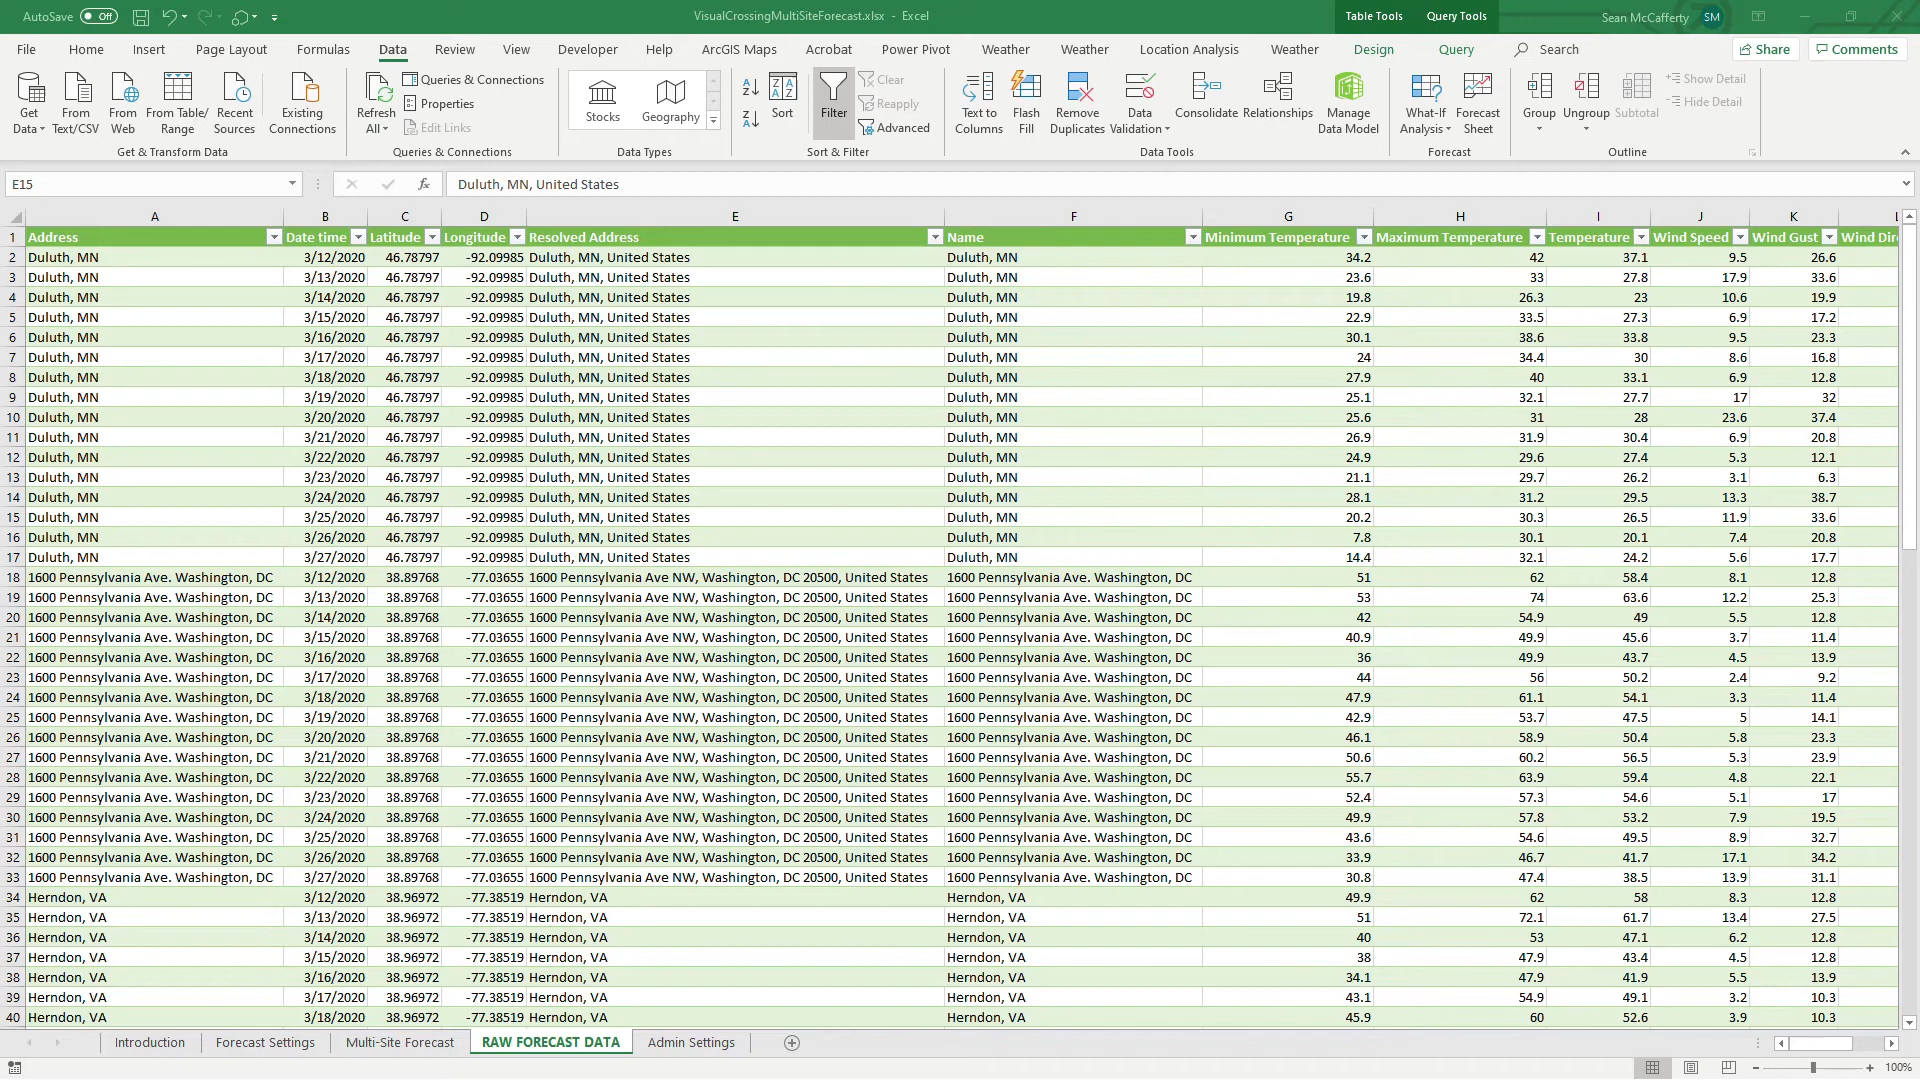 AutoSave Off VisualCrossingMultiSiteForecast.xlsx - Excel Table Tools Query Tools Sean McCafferty SM
File Home Insert Page Layout Formulas Data Review View Developer Help ArcGIS Maps Acrobat Power Pivot Weather Weather Location Analysis Weather Design Query Search Share Comments
Get Data From Text/CSV From Web From Table/ Range Recent Sources Existing Connections Refresh All Queries & Connections Properties Edit Links Stocks Geography Sort Filter Clear Reapply Advanced Text to Columns Flash Fill Remove Duplicates Data Validation Consolidate Relationships Manage Data Model What-If Analysis Forecast Sheet Group Ungroup Subtotal Show Detail Hide Detail
Get & Transform Data Queries & Connections Data Types Sort & Filter Data Tools Forecast Outline
E15 fx Duluth, MN, United States
A B C D E F G H I J K
1 Address Date time Latitude Longitude Resolved Address Name Minimum Temperature Maximum Temperature Temperature Wind Speed Wind Gust Wind Dir
2 Duluth, MN 3/12/2020 46.78797 -92.09985 Duluth, MN, United States Duluth, MN 34.2 42 37.1 9.5 26.6
3 Duluth, MN 3/13/2020 46.78797 -92.09985 Duluth, MN, United States Duluth, MN 23.6 33 27.8 17.9 33.6
4 Duluth, MN 3/14/2020 46.78797 -92.09985 Duluth, MN, United States Duluth, MN 19.8 26.3 23 10.6 19.9
5 Duluth, MN 3/15/2020 46.78797 -92.09985 Duluth, MN, United States Duluth, MN 22.9 33.5 27.3 6.9 17.2
6 Duluth, MN 3/16/2020 46.78797 -92.09985 Duluth, MN, United States Duluth, MN 30.1 38.6 33.8 9.5 23.3
7 Duluth, MN 3/17/2020 46.78797 -92.09985 Duluth, MN, United States Duluth, MN 24 34.4 30 8.6 16.8
8 Duluth, MN 3/18/2020 46.78797 -92.09985 Duluth, MN, United States Duluth, MN 27.9 40 33.1 6.9 12.8
9 Duluth, MN 3/19/2020 46.78797 -92.09985 Duluth, MN, United States Duluth, MN 25.1 32.1 27.7 17 32
10 Duluth, MN 3/20/2020 46.78797 -92.09985 Duluth, MN, United States Duluth, MN 25.6 31 28 23.6 37.4
11 Duluth, MN 3/21/2020 46.78797 -92.09985 Duluth, MN, United States Duluth, MN 26.9 31.9 30.4 6.9 20.8
12 Duluth, MN 3/22/2020 46.78797 -92.09985 Duluth, MN, United States Duluth, MN 24.9 29.6 27.4 5.3 12.1
13 Duluth, MN 3/23/2020 46.78797 -92.09985 Duluth, MN, United States Duluth, MN 21.1 29.7 26.2 3.1 6.3
14 Duluth, MN 3/24/2020 46.78797 -92.09985 Duluth, MN, United States Duluth, MN 28.1 31.2 29.5 13.3 38.7
15 Duluth, MN 3/25/2020 46.78797 -92.09985 Duluth, MN, United States Duluth, MN 20.2 30.3 26.5 11.9 33.6
16 Duluth, MN 3/26/2020 46.78797 -92.09985 Duluth, MN, United States Duluth, MN 7.8 30.1 20.1 7.4 20.8
17 Duluth, MN 3/27/2020 46.78797 -92.09985 Duluth, MN, United States Duluth, MN 14.4 32.1 24.2 5.6 17.7
18 1600 Pennsylvania Ave. Washington, DC 3/12/2020 38.89768 -77.03655 1600 Pennsylvania Ave NW, Washington, DC 20500, United States 1600 Pennsylvania Ave. Washington, DC 51 62 58.4 8.1 12.8
19 1600 Pennsylvania Ave. Washington, DC 3/13/2020 38.89768 -77.03655 1600 Pennsylvania Ave NW, Washington, DC 20500, United States 1600 Pennsylvania Ave. Washington, DC 53 74 63.6 12.2 25.3
20 1600 Pennsylvania Ave. Washington, DC 3/14/2020 38.89768 -77.03655 1600 Pennsylvania Ave NW, Washington, DC 20500, United States 1600 Pennsylvania Ave. Washington, DC 42 54.9 49 5.5 12.8
21 1600 Pennsylvania Ave. Washington, DC 3/15/2020 38.89768 -77.03655 1600 Pennsylvania Ave NW, Washington, DC 20500, United States 1600 Pennsylvania Ave. Washington, DC 40.9 49.9 45.6 3.7 11.4
22 1600 Pennsylvania Ave. Washington, DC 3/16/2020 38.89768 -77.03655 1600 Pennsylvania Ave NW, Washington, DC 20500, United States 1600 Pennsylvania Ave. Washington, DC 36 49.9 43.7 4.5 13.9
23 1600 Pennsylvania Ave. Washington, DC 3/17/2020 38.89768 -77.03655 1600 Pennsylvania Ave NW, Washington, DC 20500, United States 1600 Pennsylvania Ave. Washington, DC 44 56 50.2 2.4 9.2
24 1600 Pennsylvania Ave. Washington, DC 3/18/2020 38.89768 -77.03655 1600 Pennsylvania Ave NW, Washington, DC 20500, United States 1600 Pennsylvania Ave. Washington, DC 47.9 61.1 54.1 3.3 11.4
25 1600 Pennsylvania Ave. Washington, DC 3/19/2020 38.89768 -77.03655 1600 Pennsylvania Ave NW, Washington, DC 20500, United States 1600 Pennsylvania Ave. Washington, DC 42.9 53.7 47.5 5 14.1
26 1600 Pennsylvania Ave. Washington, DC 3/20/2020 38.89768 -77.03655 1600 Pennsylvania Ave NW, Washington, DC 20500, United States 1600 Pennsylvania Ave. Washington, DC 46.1 58.9 50.4 5.8 23.3
27 1600 Pennsylvania Ave. Washington, DC 3/21/2020 38.89768 -77.03655 1600 Pennsylvania Ave NW, Washington, DC 20500, United States 1600 Pennsylvania Ave. Washington, DC 50.6 60.2 56.5 5.3 23.9
28 1600 Pennsylvania Ave. Washington, DC 3/22/2020 38.89768 -77.03655 1600 Pennsylvania Ave NW, Washington, DC 20500, United States 1600 Pennsylvania Ave. Washington, DC 55.7 63.9 59.4 4.8 22.1
29 1600 Pennsylvania Ave. Washington, DC 3/23/2020 38.89768 -77.03655 1600 Pennsylvania Ave NW, Washington, DC 20500, United States 1600 Pennsylvania Ave. Washington, DC 52.4 57.3 54.6 5.1 17
30 1600 Pennsylvania Ave. Washington, DC 3/24/2020 38.89768 -77.03655 1600 Pennsylvania Ave NW, Washington, DC 20500, United States 1600 Pennsylvania Ave. Washington, DC 49.9 57.8 53.2 7.9 19.5
31 1600 Pennsylvania Ave. Washington, DC 3/25/2020 38.89768 -77.03655 1600 Pennsylvania Ave NW, Washington, DC 20500, United States 1600 Pennsylvania Ave. Washington, DC 43.6 54.6 49.5 8.9 32.7
32 1600 Pennsylvania Ave. Washington, DC 3/26/2020 38.89768 -77.03655 1600 Pennsylvania Ave NW, Washington, DC 20500, United States 1600 Pennsylvania Ave. Washington, DC 33.9 46.7 41.7 17.1 34.2
33 1600 Pennsylvania Ave. Washington, DC 3/27/2020 38.89768 -77.03655 1600 Pennsylvania Ave NW, Washington, DC 20500, United States 1600 Pennsylvania Ave. Washington, DC 30.8 47.4 38.5 13.9 31.1
34 Herndon, VA 3/12/2020 38.96972 -77.38519 Herndon, VA Herndon, VA 49.9 62 58 8.3 12.8
35 Herndon, VA 3/13/2020 38.96972 -77.38519 Herndon, VA Herndon, VA 51 72.1 61.7 13.4 27.5
36 Herndon, VA 3/14/2020 38.96972 -77.38519 Herndon, VA Herndon, VA 40 53 47.1 6.2 12.8
37 Herndon, VA 3/15/2020 38.96972 -77.38519 Herndon, VA Herndon, VA 38 47.9 43.4 4.5 12.8
38 Herndon, VA 3/16/2020 38.96972 -77.38519 Herndon, VA Herndon, VA 34.1 47.9 41.9 5.5 13.9
39 Herndon, VA 3/17/2020 38.96972 -77.38519 Herndon, VA Herndon, VA 43.1 54.9 49.1 3.2 10.3
40 Herndon, VA 3/18/2020 38.96972 -77.38519 Herndon, VA Herndon, VA 45.9 60 52.6 3.9 10.3
Introduction Forecast Settings Multi-Site Forecast RAW FORECAST DATA Admin Settings
100%